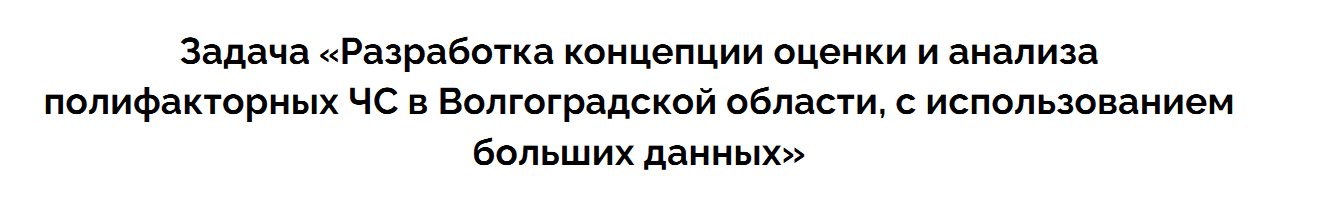 Задача «Разработка концепции оценки и анализа
полифакторных ЧС в Волгоградской области, с использованием
больших данных»